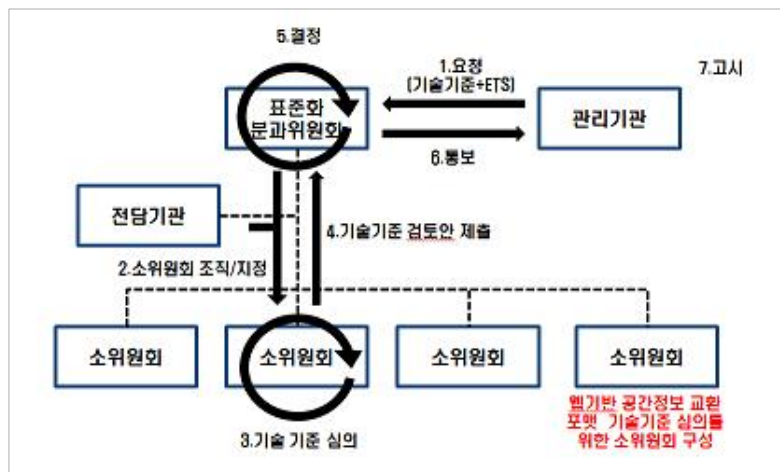 5.결정
1.요청
(기술기준+ETS)
7.고시
표준화
분과위원회
관리기관
6.통보
전담기관
4.기술기준 검토안 제출
2.소위원회 조직/지정
소위원회
소위원회
소위원회
소위원회
웹기반 공간정보 교환
포맷 기술기준 심의를
위한 소위원회 구성
3.기술 기준 심의